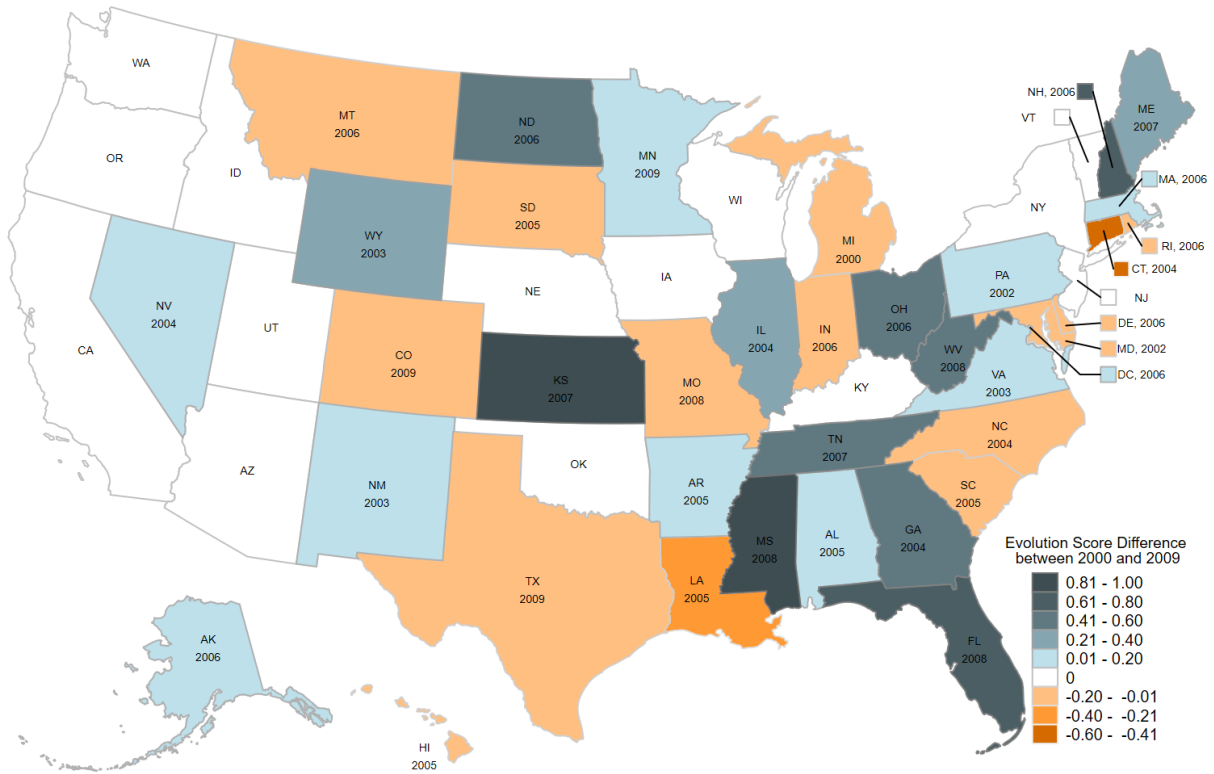 WA
MT
2006
ND
2006
MN
2009
NH, 2006
VT
ME
2007
OR
ID
WI
MA, 2006
SD
2005
NY
WY
2003
MI
2000
RI, 2006
CT, 2004
NV
2004
IA
PA
2002
NJ
NE
UT
IL
2004
IN
2006
OH
2006
DE, 2006
CA
CO
2009
MD, 2002
WV
2008
DC, 2006
KS
2007
MO
2008
KY
VA
2003
AZ
OK
TN
2007
NC
2004
NM
2003
AR
2005
SC
2005
MS
2008
AL
2005
GA
2004
TX
2009
LA
2005
Evolution Score Difference
between 2000 and 2009
0.81 - 1.00
0.61 - 0.80
0.41 - 0.60
0.21 - 0.40
0.01 - 0.20
0
-0.20 - -0.01
-0.40 - -0.21
-0.60 - -0.41
AK
2006
FL
2008
HI
2005